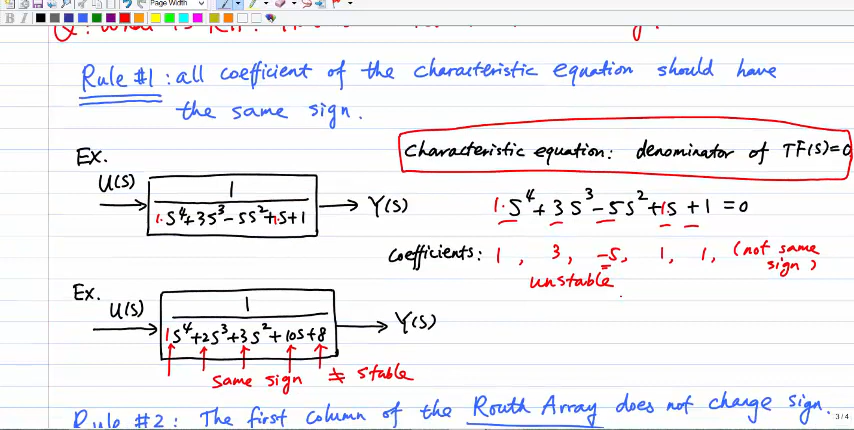 Page Width
Rule #1 : all coefficient of the characteristic equation should have
the same sign.
Ex.
Characteristic equation: denominator of TF(S)=0
U(S)
1
1·S⁴+3S³-5S²+1·S+1
Y(S)
1·S⁴+3S³-5S²+1S+1=0
coefficients: 1, 3, -5, 1, 1, (not same
sign)
unstable
Ex.
U(S)
1
1S⁴+2S³+3S²+10S+8
Y(S)
same sign ≠ stable
Rule #2: The first column of the Routh Array does not change sign.
3/4